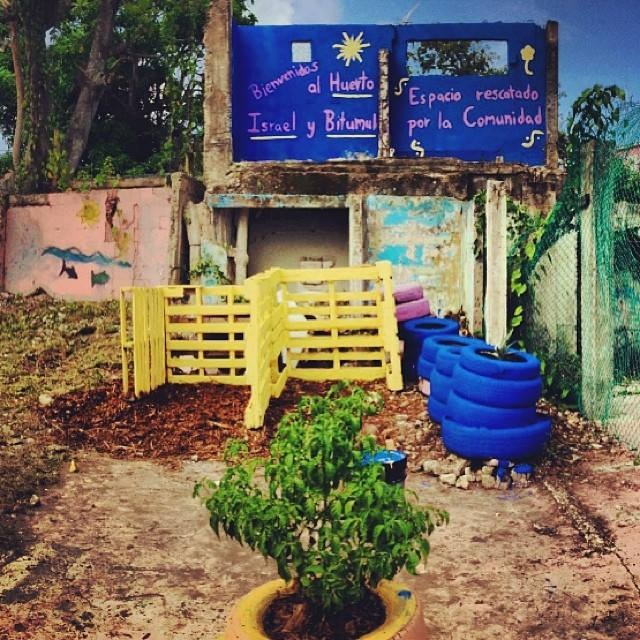 Bienvenidos
al Huerto
Israel y Bitumul
Espacio rescatado
por la Comunidad